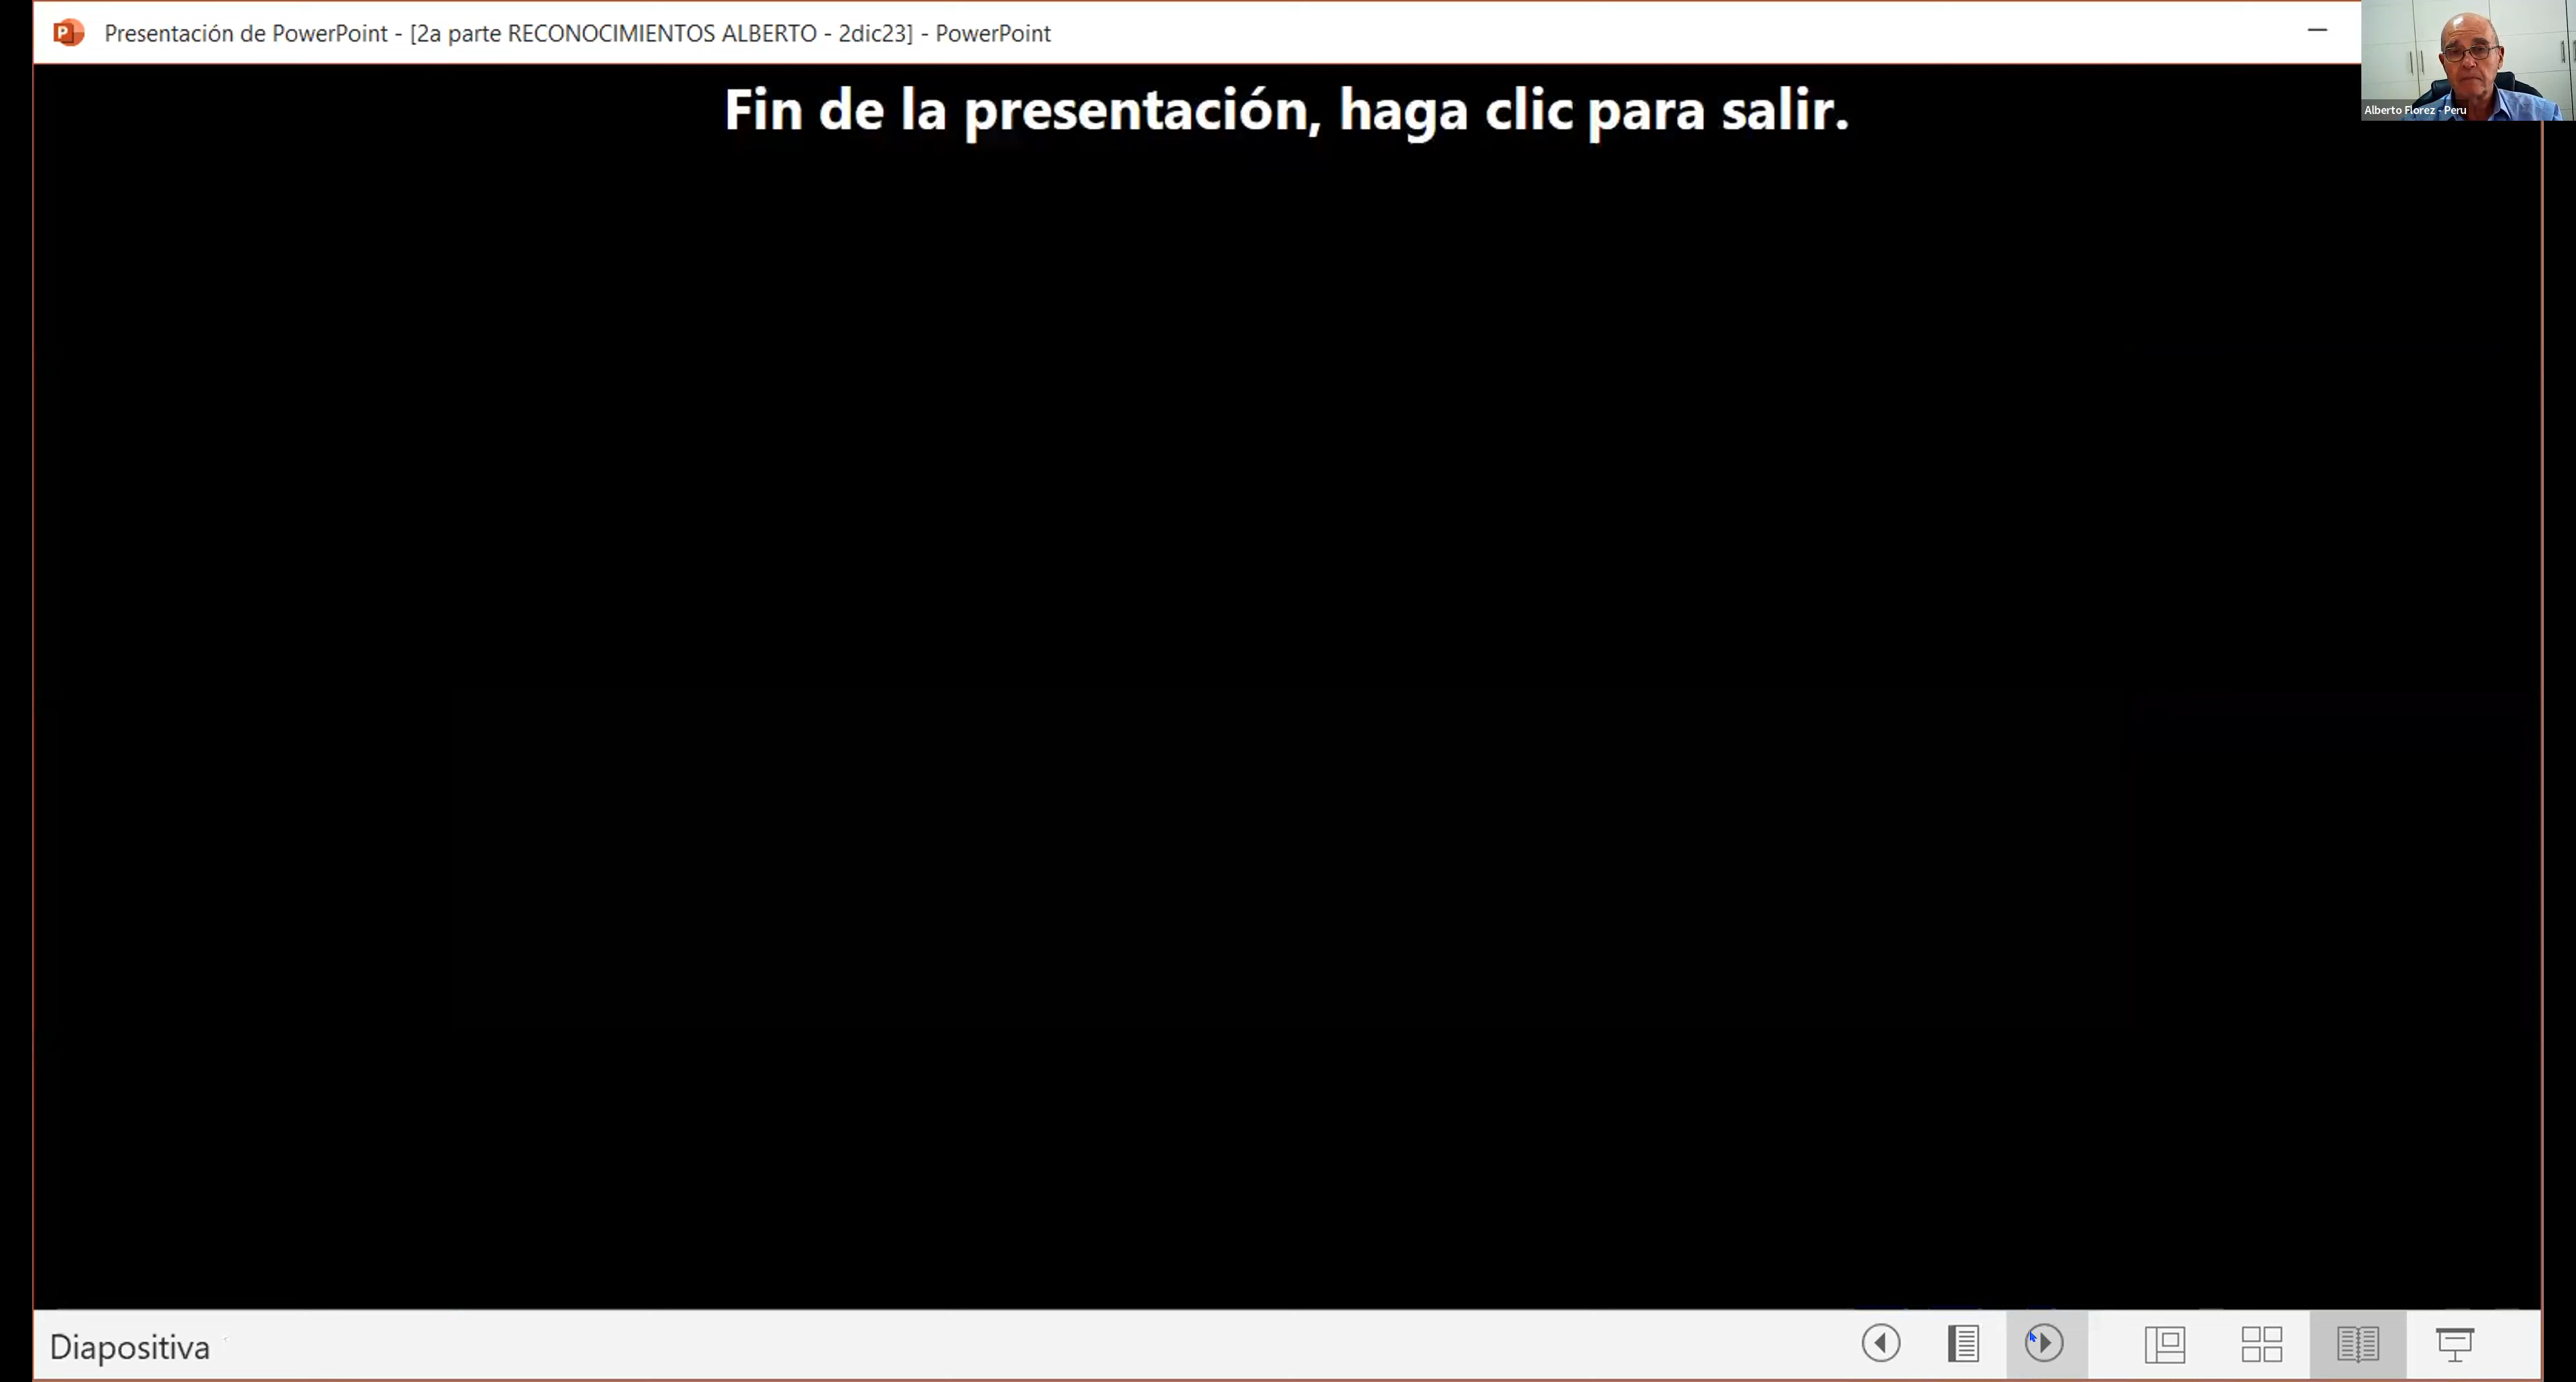 Presentación de PowerPoint - [2a parte RECONOCIMIENTOS ALBERTO - 2dic23] - PowerPoint
Alberto Florez - Peru
Fin de la presentación, haga clic para salir.
Diapositiva